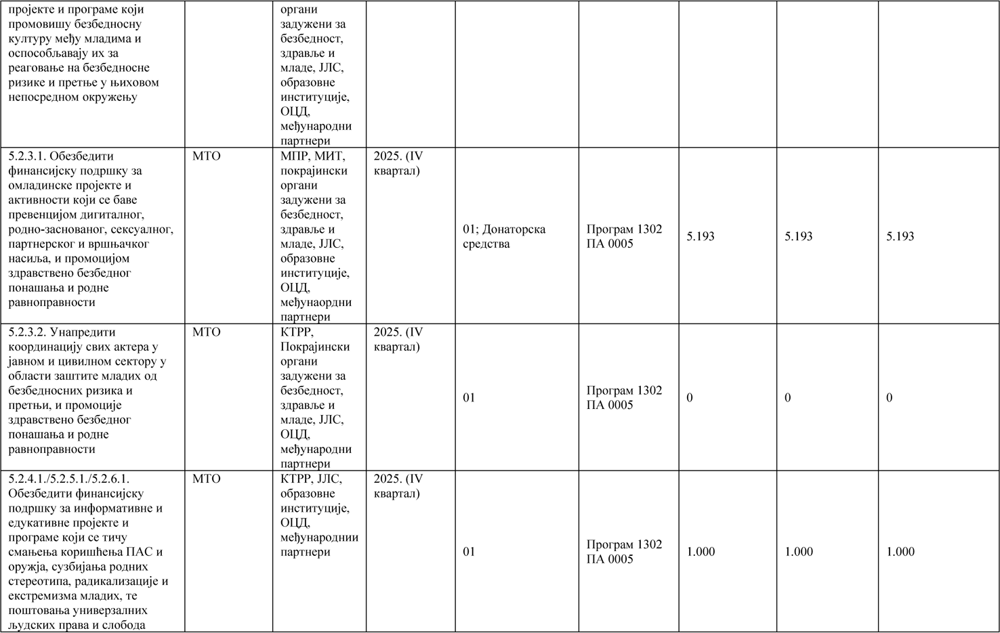 пројекте и програме који
промовишу безбедносну
културу међу младима и
оспособљавају их за
реаговање на безбедносне
ризике и претње у њиховом
непосредном окружењу
органи
задужени за
безбедност,
здравље и
младе, ЈЛС,
образовне
институције,
ОЦД,
међународни
партнери
5.2.3.1. Обезбедити
финансијску подршку за
омладинске пројекте и
активности који се баве
превенцијом дигиталног,
родно-заснованог, сексуалног,
партнерског и вршњачког
насиља, и промоцијом
здравствено безбедног
понашања и родне
равноправности
МТО
МПР, МИТ,
покрајински
органи
задужени за
безбедност,
здравље и
младе, ЈЛС,
образовне
институције,
ОЦД,
међунаордни
партнери
2025. (IV
квартал)
01; Донаторска
средства
Програм 1302
ПА 0005
5.193
5.193
5.193
5.2.3.2. Унапредити
координацију свих актера у
јавном и цивилном сектору у
области заштите младих од
безбедносних ризика и
претњи, и промоције
здравствено безбедног
понашања и родне
равноправности
МТО
КТРР,
Покрајински
органи
задужени за
безбедност,
здравље и
младе, ЈЛС,
ОЦД,
међународни
партнери
2025. (IV
квартал)
01
Програм 1302
ПА 0005
0
0
0
5.2.4.1./5.2.5.1./5.2.6.1.
Обезбедити финансијску
подршку за информативне и
едукативне пројекте и
програме који се тичу
смањења коришћења ПАС и
оружја, сузбијања родних
стереотипа, радикализације и
екстремизма младих, те
поштовања универзалних
људских права и слобода
МТО
КТРР, ЈЛС,
образовне
институције,
ОЦД,
међународнии
партнери
2025. (IV
квартал)
01
Програм 1302
ПА 0005
1.000
1.000
1.000